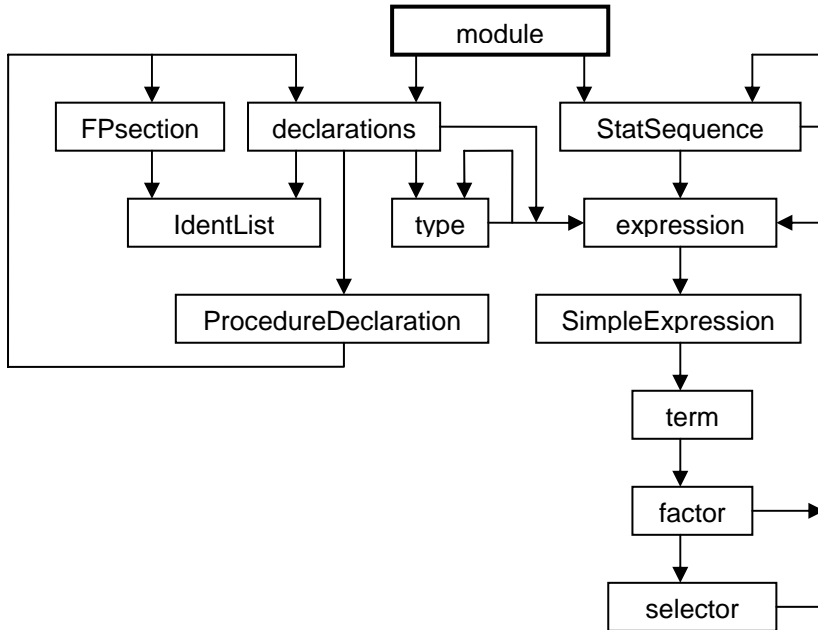 module
FPsection
declarations
StatSequence
IdentList
type
expression
ProcedureDeclaration
SimpleExpression
term
factor
selector